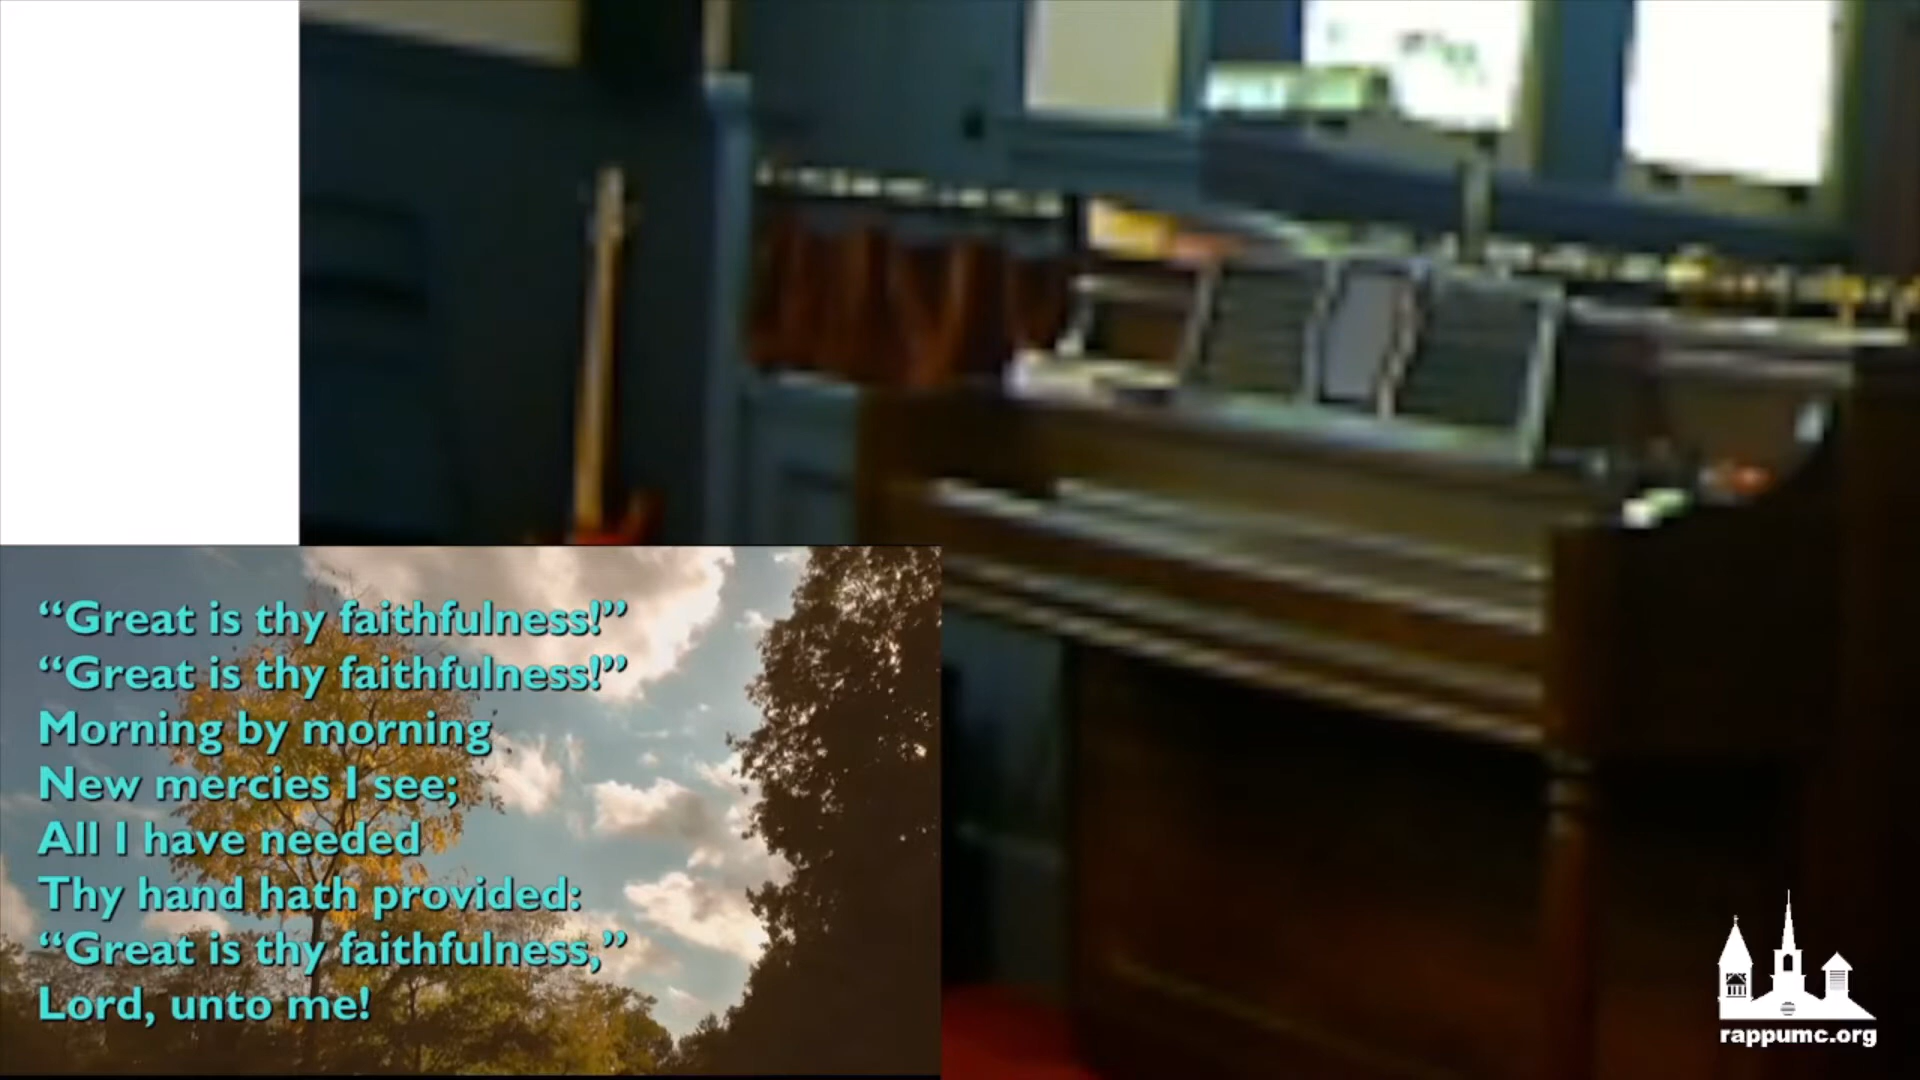 “Great is thy faithfulness!”
“Great is thy faithfulness!”
Morning by morning
New mercies I see;
All I have needed
Thy hand hath provided:
“Great is thy faithfulness,”
Lord, unto me!
rappumc.org